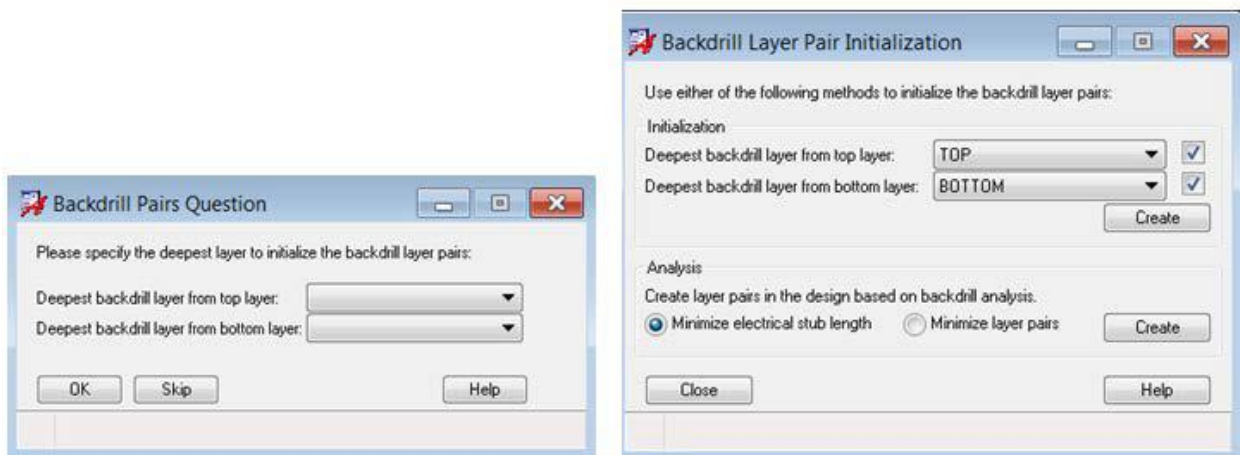 Backdrill Pairs Question
Please specify the deepest layer to initialize the backdrill layer pairs:
Deepest backdrill layer from top layer:
Deepest backdrill layer from bottom layer:
OK Skip Help
Backdrill Layer Pair Initialization
Use either of the following methods to initialize the backdrill layer pairs:
Initialization
Deepest backdrill layer from top layer: TOP
Deepest backdrill layer from bottom layer: BOTTOM
Create
Analysis
Create layer pairs in the design based on backdrill analysis.
Minimize electrical stub length Minimize layer pairs Create
Close Help